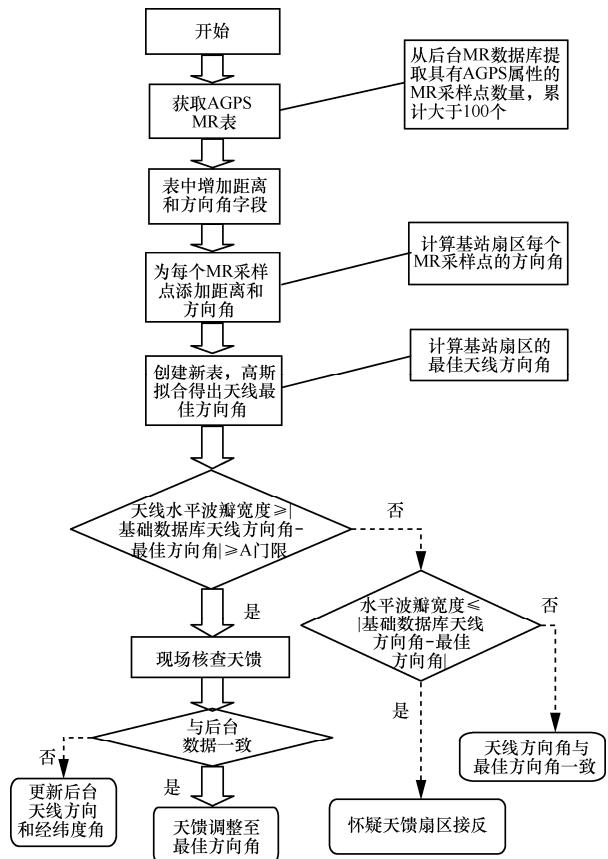 开始
获取AGPS
MR表
从后台MR数据库提
取具有AGPS属性的
MR采样点数量，累
计大于100个
表中增加距离
和方向角字段
为每个MR采样
点添加距离和
方向角
计算基站扇区每个
MR采样点的方向角
创建新表，高斯
拟合得出天线最
佳方向角
计算基站扇区的
最佳天线方向角
天线水平波瓣宽度≥|
基础数据库天线方向角-
最佳方向角|≥A门限
否
是
水平波瓣宽度≤
|基础数据库天线
方向角-最佳
方向角|
否
是
现场核查天馈
与后台
数据一致
否
是
天线方向角与
最佳方向角一致
更新后台
天线方向
和经纬度角
天馈调整至
最佳方向角
怀疑天馈扇区接反